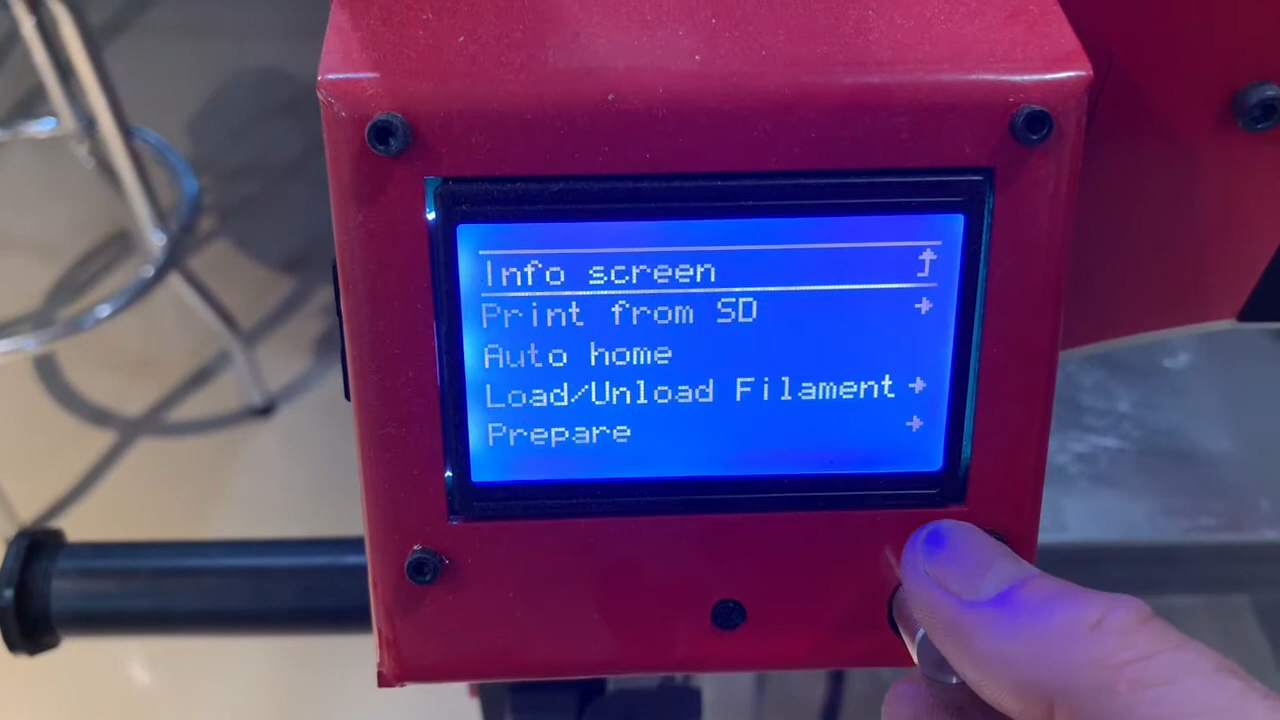 Info screen
Print from SD
Auto home
Load/Unload Filament
Prepare